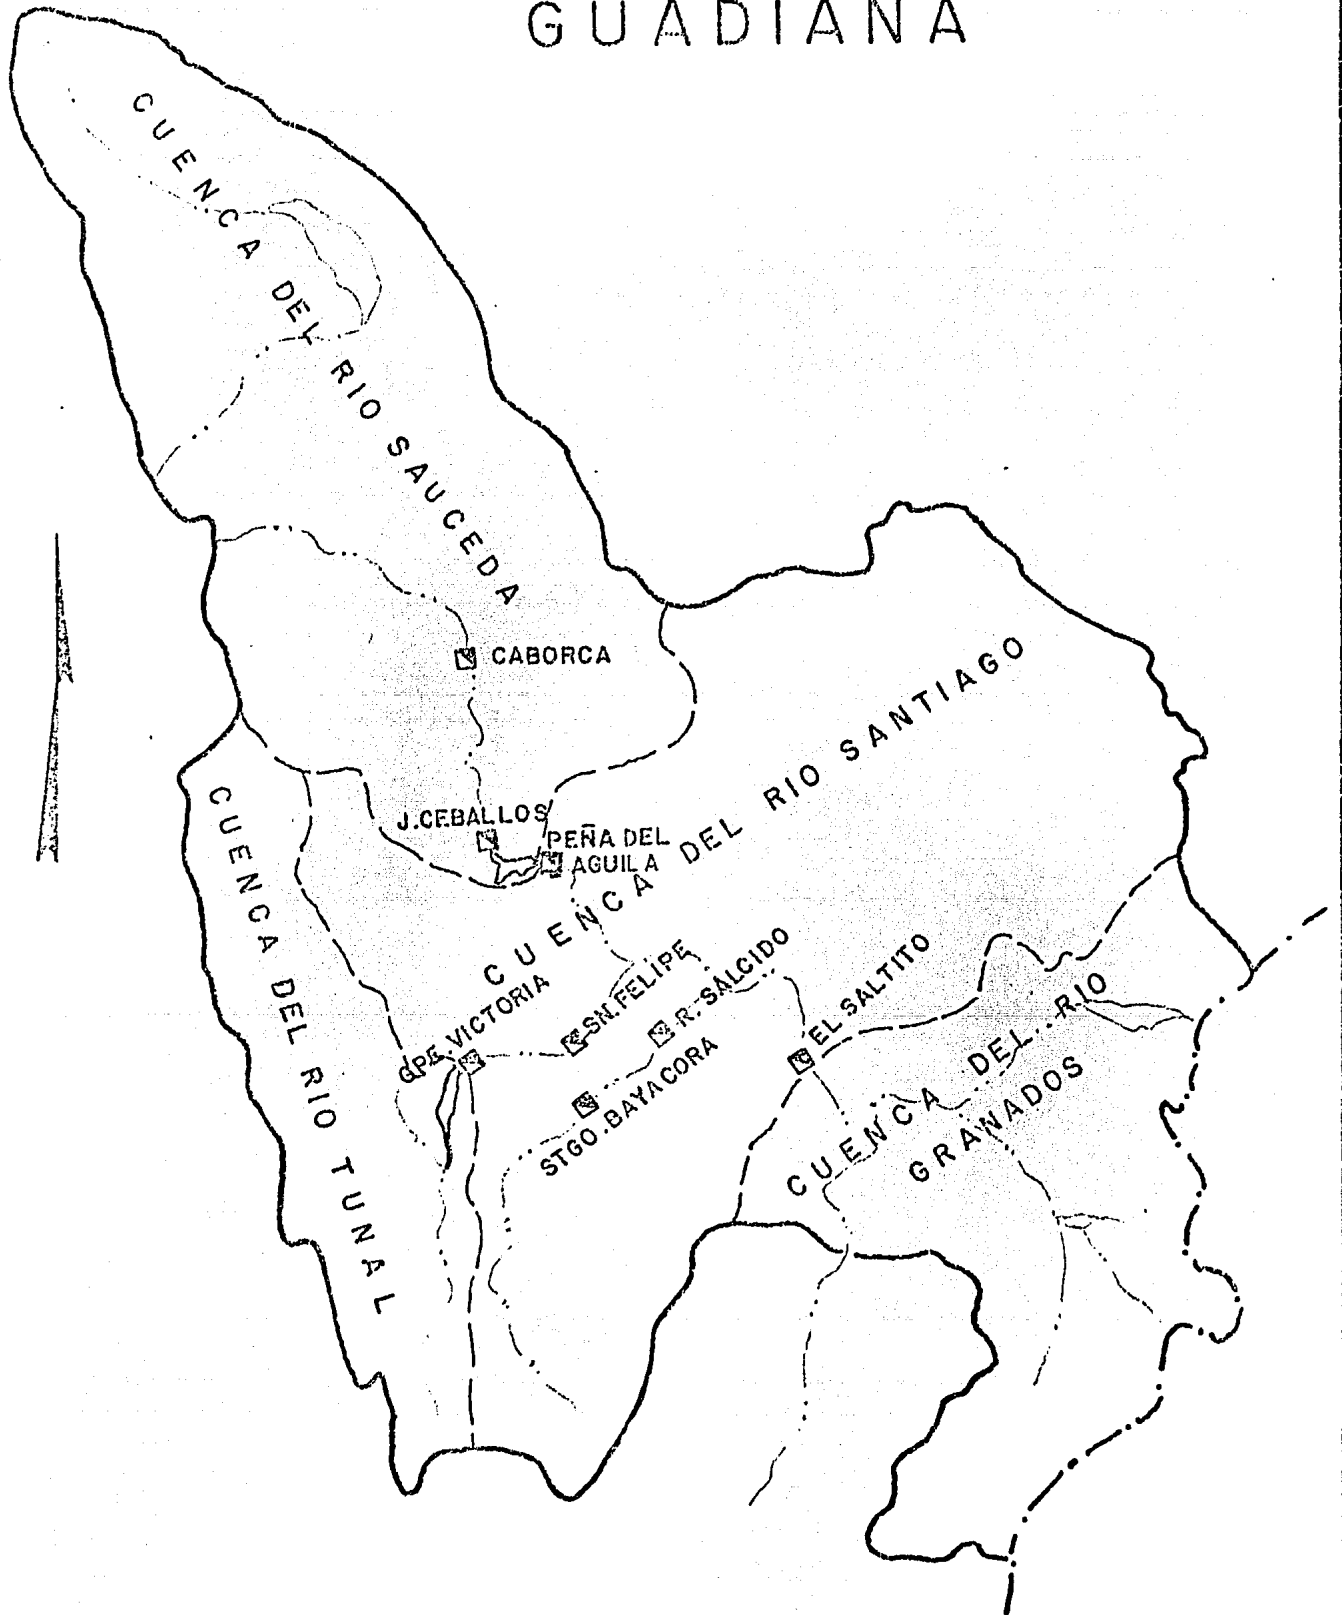 GUADIANA
CUENCA DEL RIO SAUCEDA
CABORCA
CUENCA DEL RIO SANTIAGO
J.CEBALLOS
PEÑA DEL
AGUILA
CUENCA DEL RIO TUNAL
GPE.VICTORIA
SN.FELIPE
R. SALCIDO
EL SALTITO
STGO.BAYACORA
CUENCA DEL RIO
GRANADOS